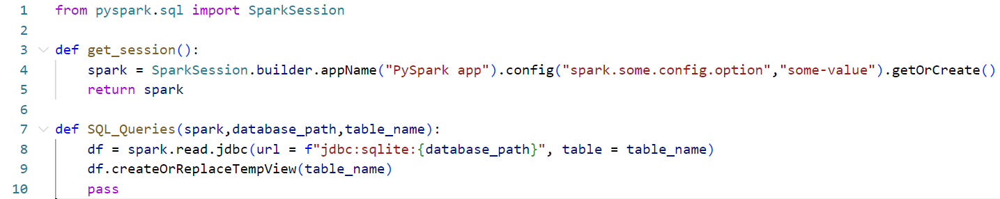 1 from pyspark.sql import SparkSession
2
3 def get_session():
4     spark = SparkSession.builder.appName("PySpark app").config("spark.some.config.option","some-value").getOrCreate()
5     return spark
6
7 def SQL_Queries(spark,database_path,table_name):
8     df = spark.read.jdbc(url = f"jdbc:sqlite:{database_path}", table = table_name)
9     df.createOrReplaceTempView(table_name)
10     pass